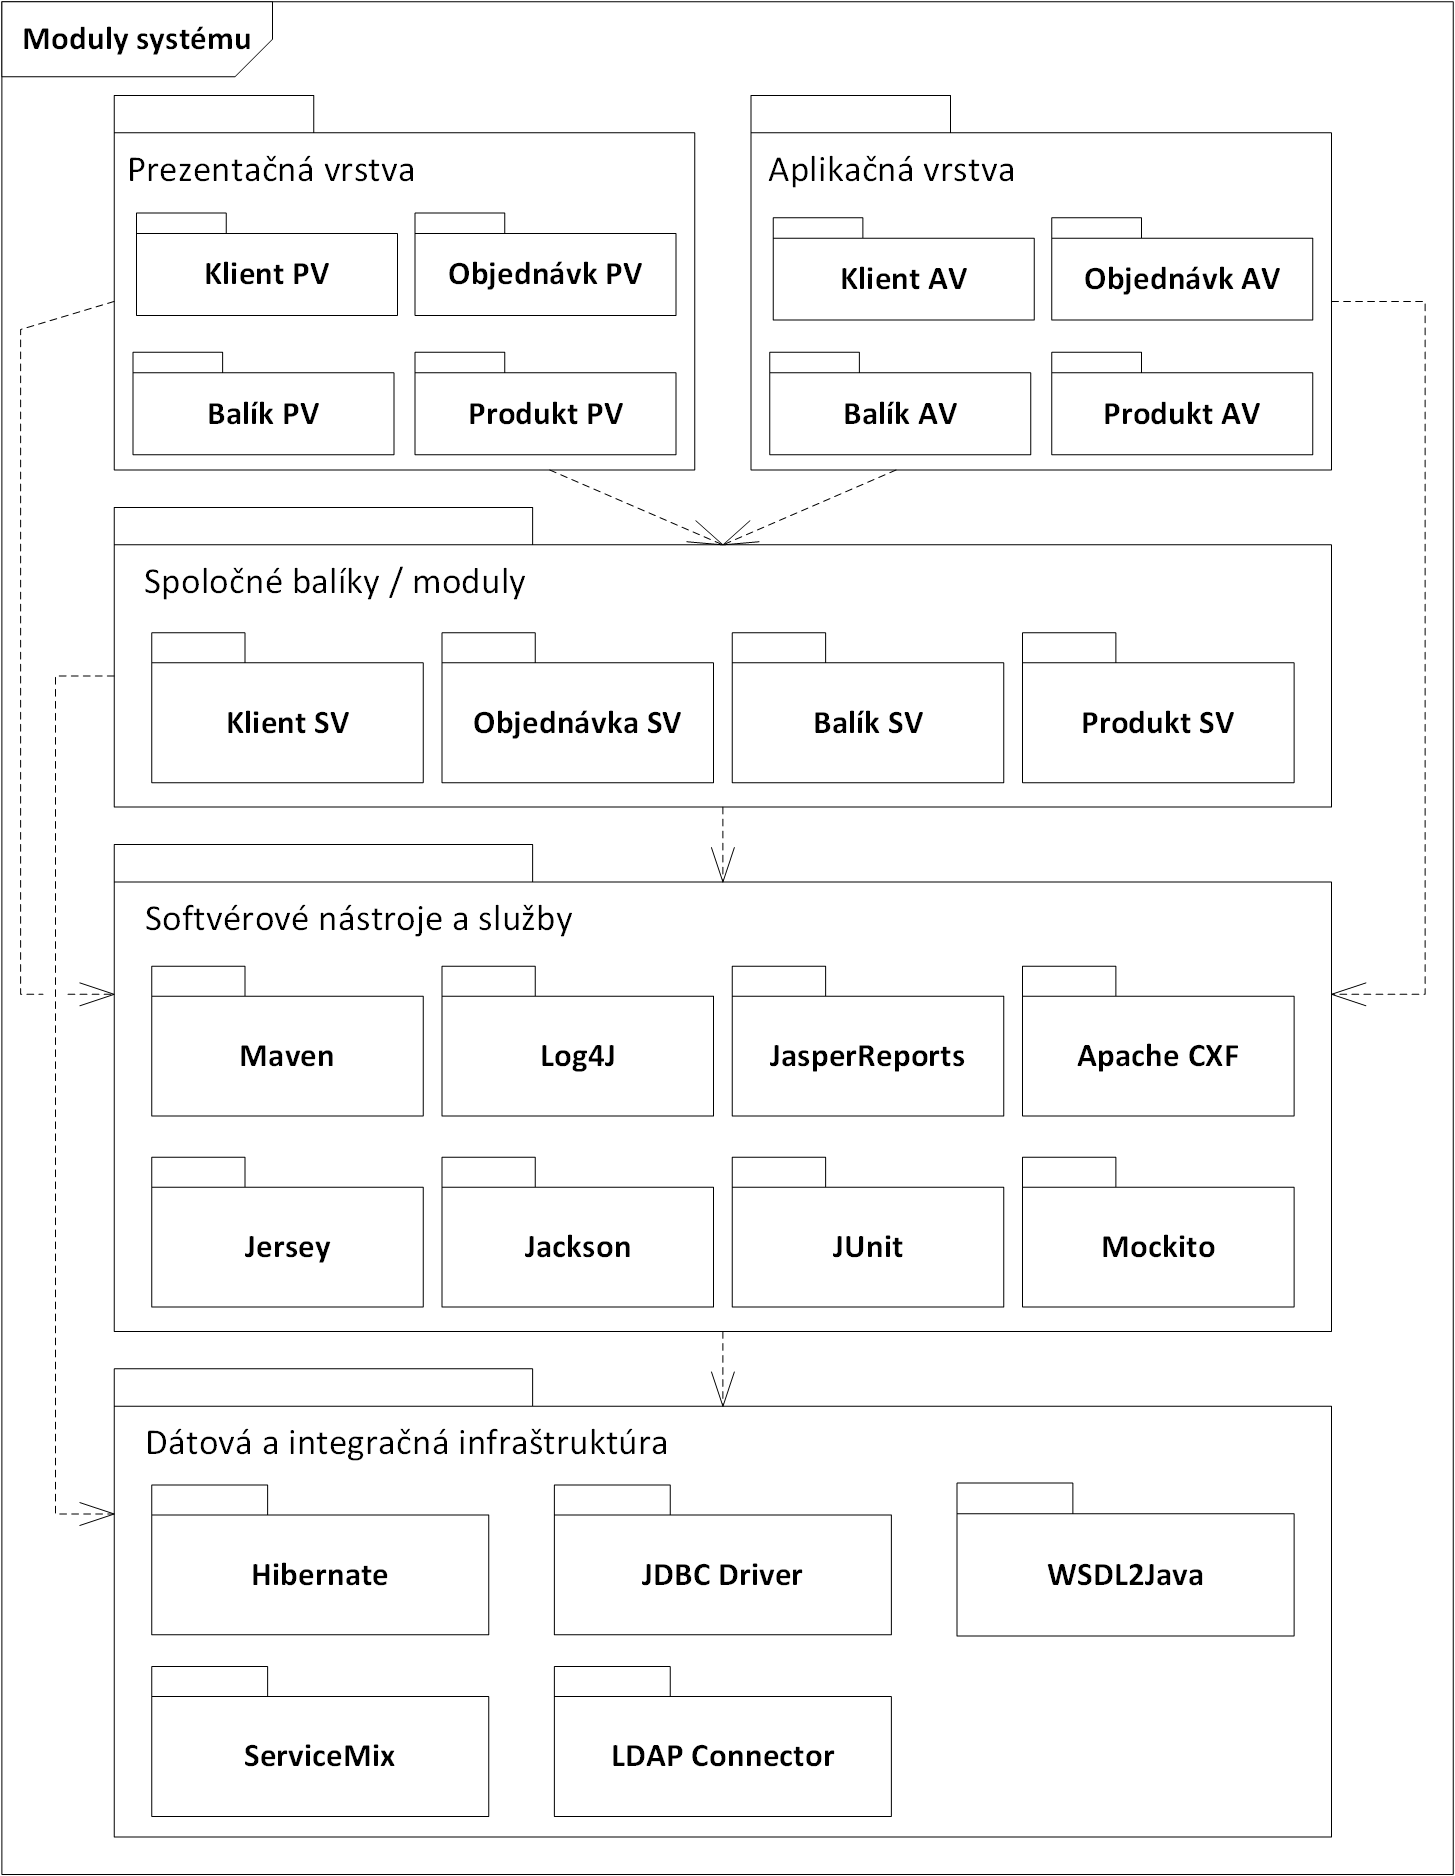 Moduly systému
Prezentačná vrstva
Klient PV
Objednávk PV
Balík PV
Produkt PV
Aplikačná vrstva
Klient AV
Objednávk AV
Balík AV
Produkt AV
Spoločné balíky / moduly
Klient SV
Objednávka SV
Balík SV
Produkt SV
Softvérové nástroje a služby
Maven
Log4J
JasperReports
Apache CXF
Jersey
Jackson
JUnit
Mockito
Dátová a integračná infraštruktúra
Hibernate
JDBC Driver
WSDL2Java
ServiceMix
LDAP Connector